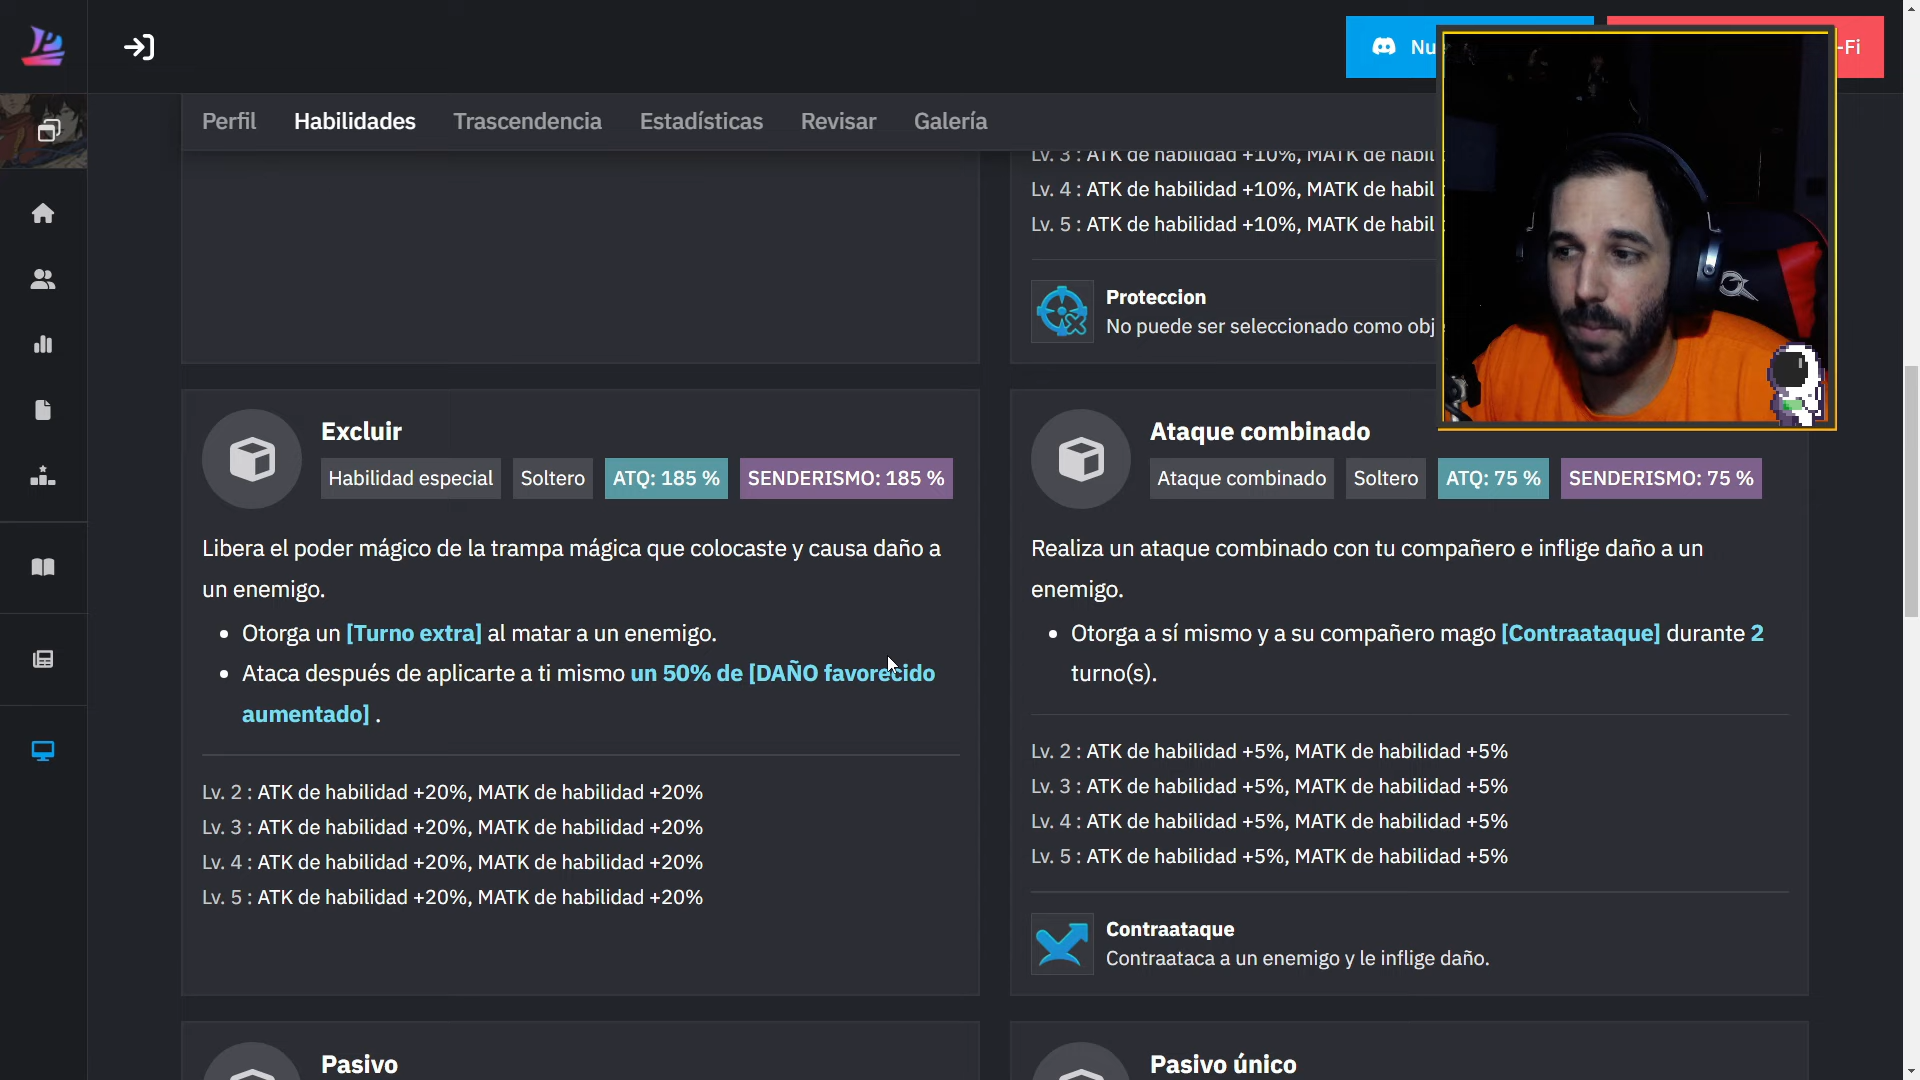 Nu
-Fi
Perfil
Habilidades
Trascendencia
Estadísticas
Revisar
Galería
Lv. 3 : ATK de habilidad +10%, MATK de habil
Lv. 4 : ATK de habilidad +10%, MATK de habil
Lv. 5 : ATK de habilidad +10%, MATK de habil
Proteccion
No puede ser seleccionado como obj
Excluir
Habilidad especial
Soltero
ATQ: 185 %
SENDERISMO: 185 %
Libera el poder mágico de la trampa mágica que colocaste y causa daño a
un enemigo.
• Otorga un [Turno extra] al matar a un enemigo.
• Ataca después de aplicarte a ti mismo un 50% de [DAÑO favorecido
aumentado] .
Lv. 2 : ATK de habilidad +20%, MATK de habilidad +20%
Lv. 3 : ATK de habilidad +20%, MATK de habilidad +20%
Lv. 4 : ATK de habilidad +20%, MATK de habilidad +20%
Lv. 5 : ATK de habilidad +20%, MATK de habilidad +20%
Ataque combinado
Ataque combinado
Soltero
ATQ: 75 %
SENDERISMO: 75 %
Realiza un ataque combinado con tu compañero e inflige daño a un
enemigo.
• Otorga a sí mismo y a su compañero mago [Contraataque] durante 2
turno(s).
Lv. 2 : ATK de habilidad +5%, MATK de habilidad +5%
Lv. 3 : ATK de habilidad +5%, MATK de habilidad +5%
Lv. 4 : ATK de habilidad +5%, MATK de habilidad +5%
Lv. 5 : ATK de habilidad +5%, MATK de habilidad +5%
Contraataque
Contraataca a un enemigo y le inflige daño.
Pasivo
Pasivo único